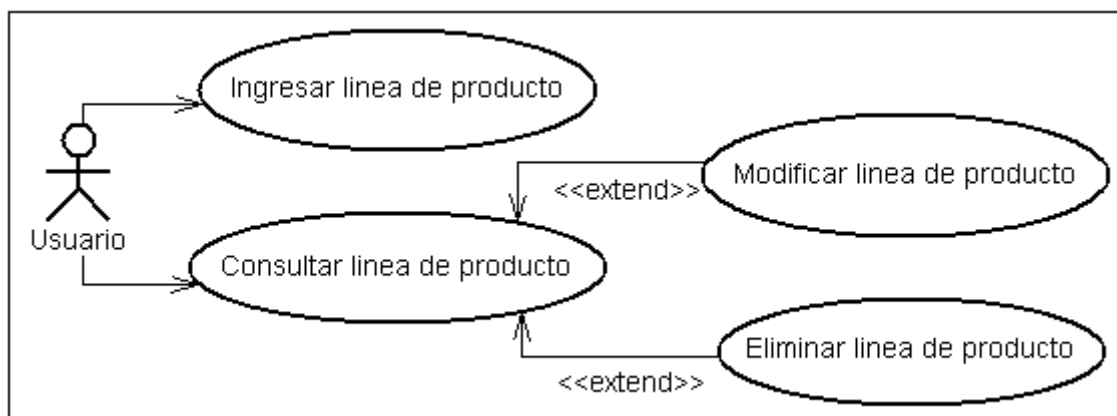 Ingresar linea de producto
Modificar linea de producto
<<extend>>
Usuario
Consultar linea de producto
Eliminar linea de producto
<<extend>>